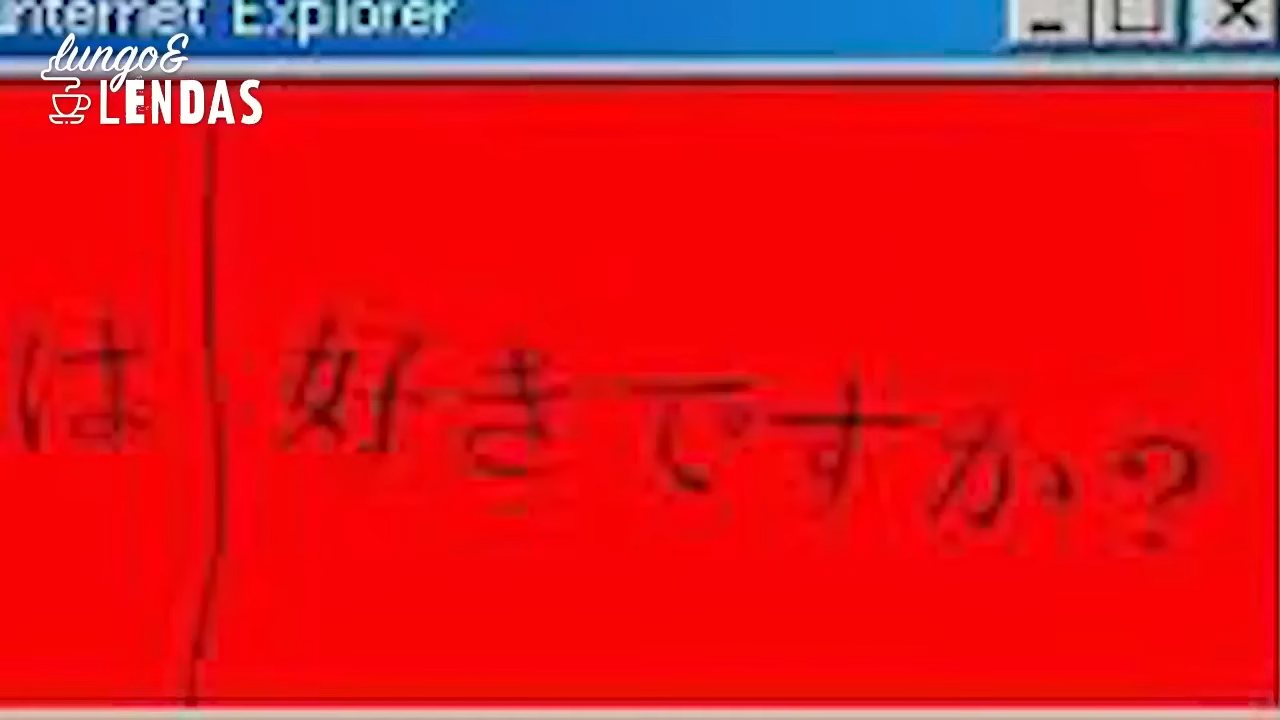 Internet Explorer
lungo&
LENDAS
は 好きですか?